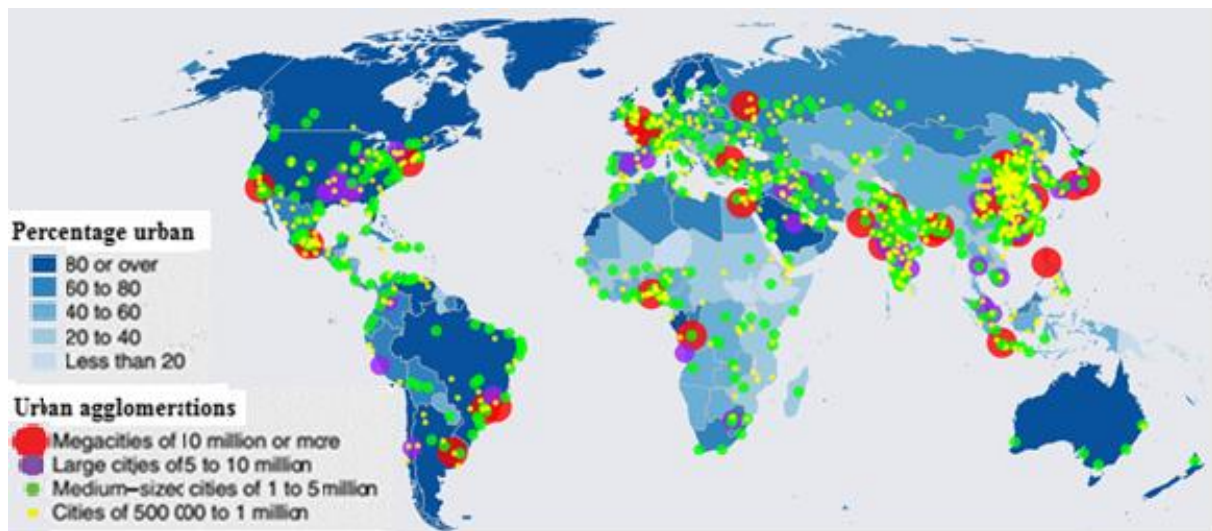 Percentage urban
80 or over
60 to 80
40 to 60
20 to 40
Less than 20
Urban agglomerations
Megacities of 10 million or more
Large cities of 5 to 10 million
Medium-sized cities of 1 to 5 million
Cities of 500 000 to 1 million